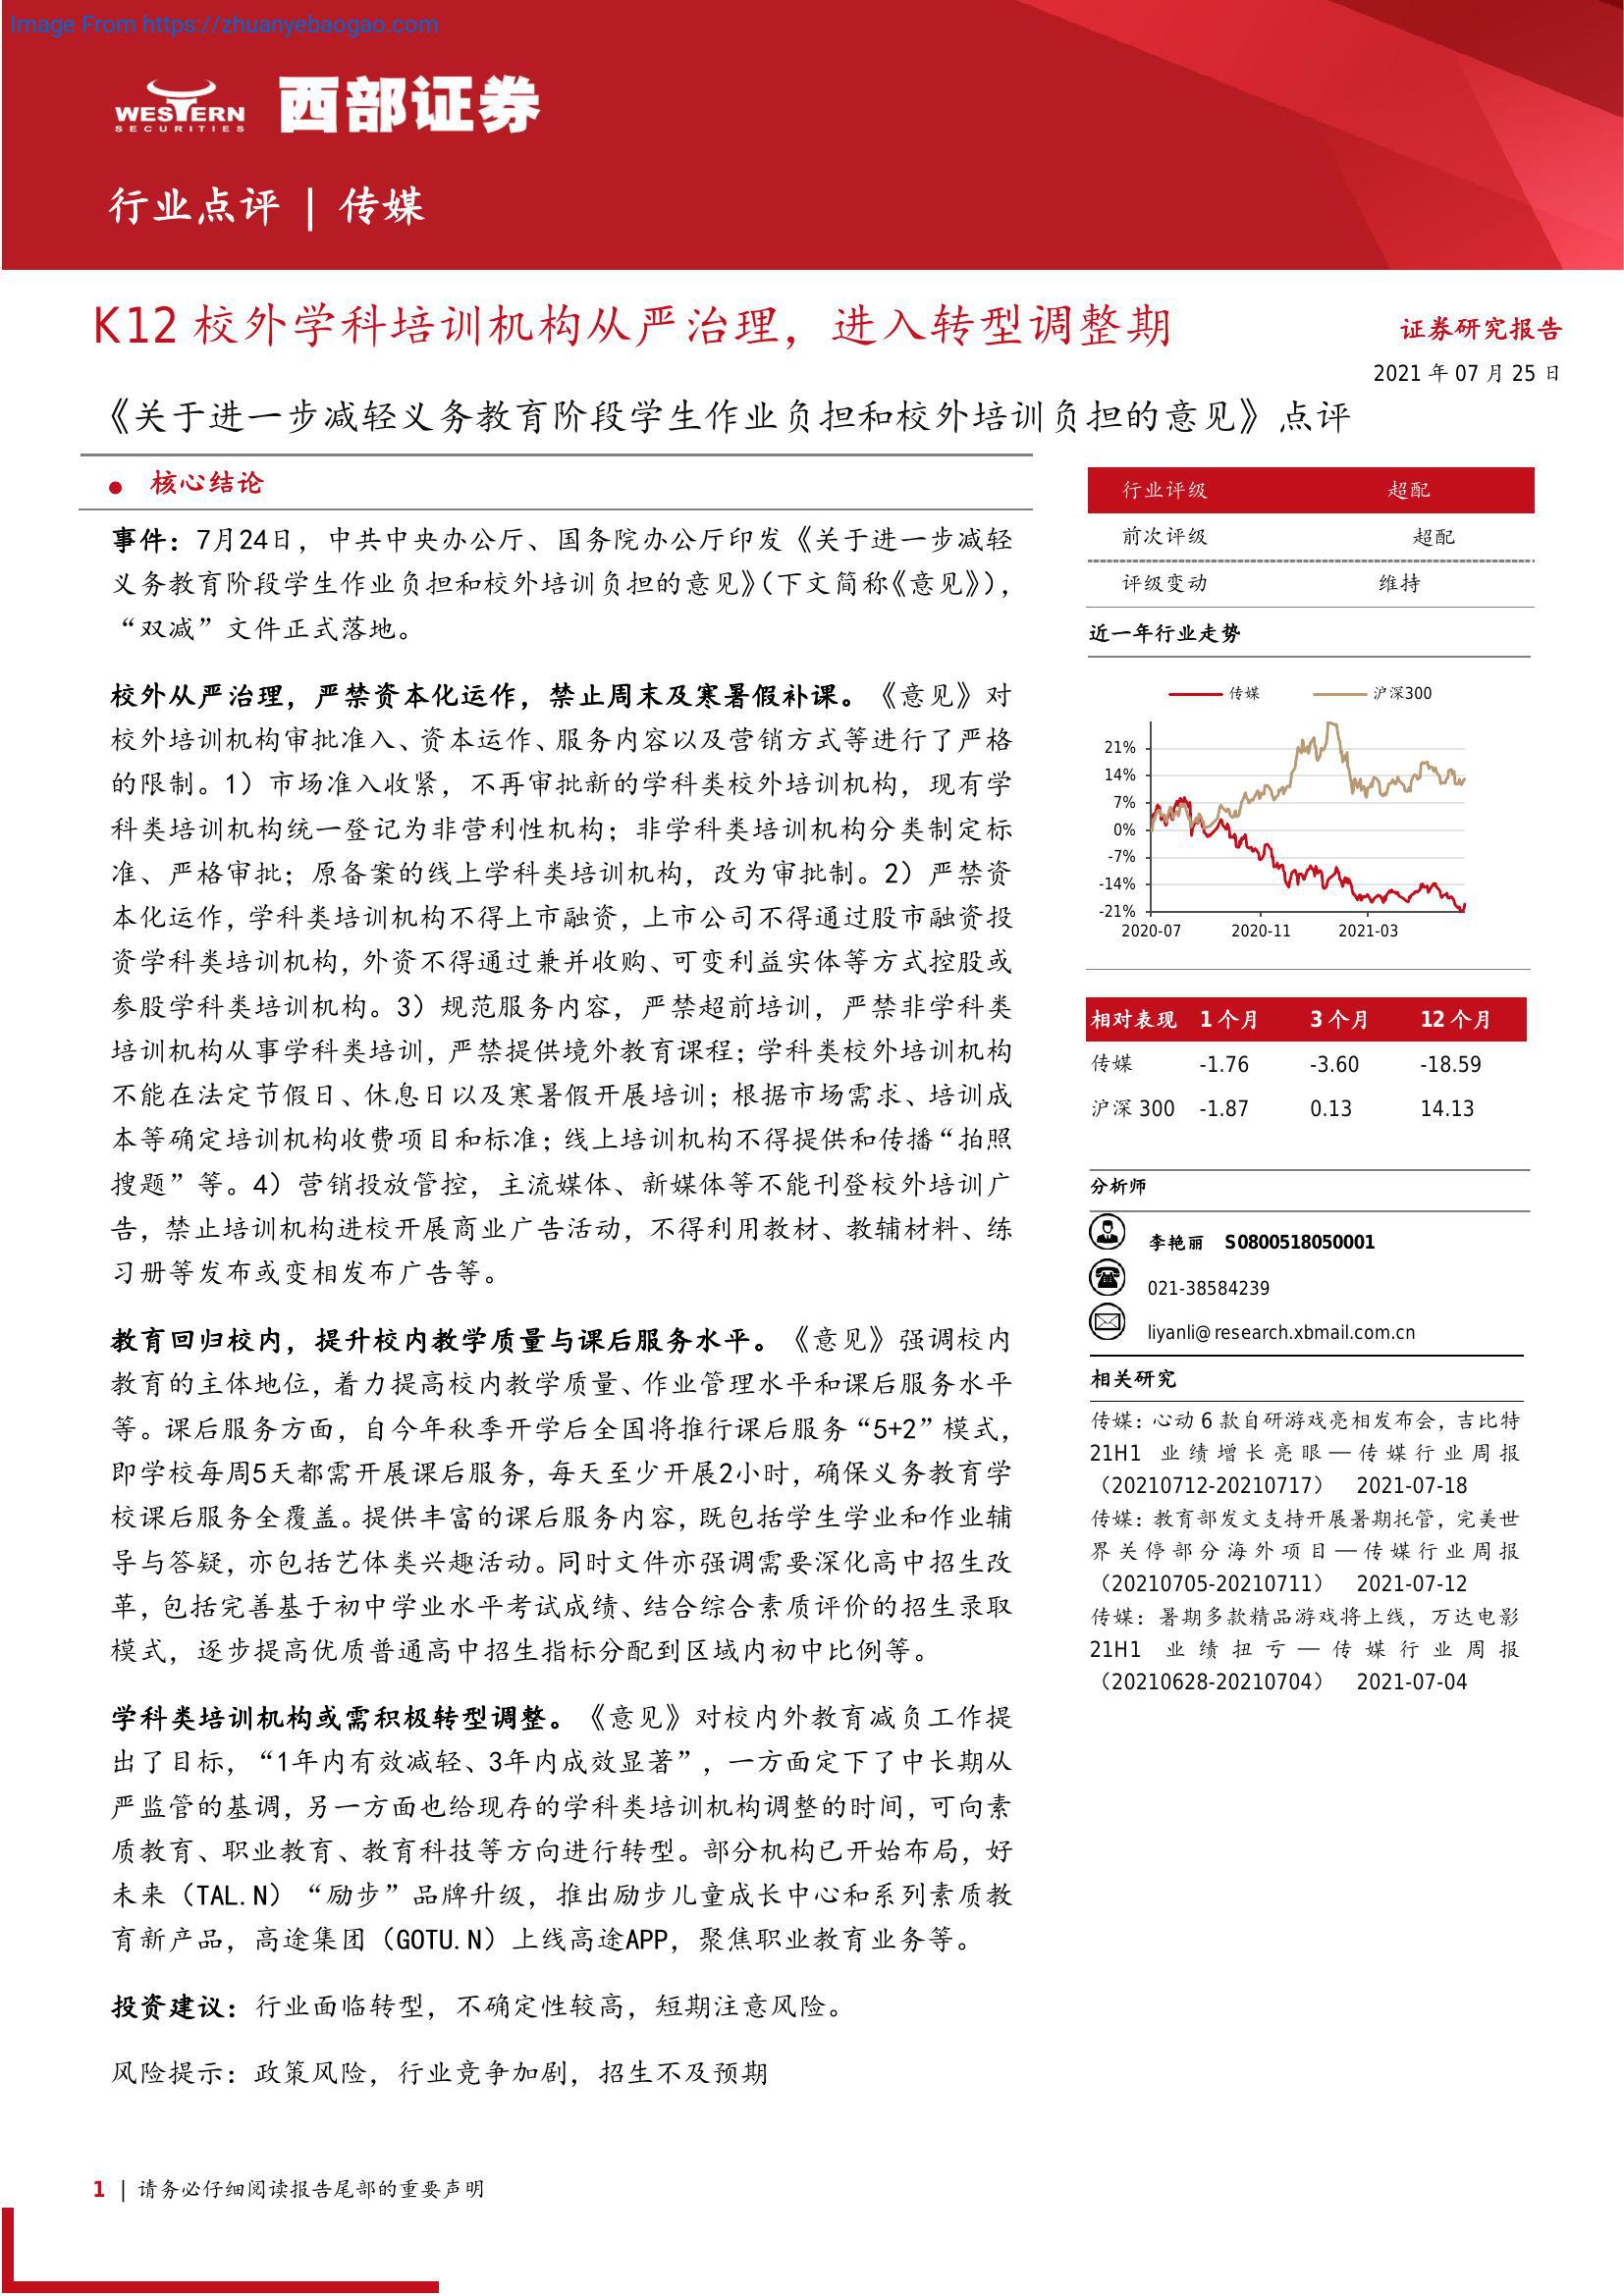 Image From https://zhuanyebaogao.com
WESTERN
SECURITIES
西部证券
行业点评 | 传媒
K12 校外学科培训机构从严治理，进入转型调整期
证券研究报告
2021 年 07 月 25 日
《关于进一步减轻义务教育阶段学生作业负担和校外培训负担的意见》点评
● 核心结论
事件：7月24日，中共中央办公厅、国务院办公厅印发《关于进一步减轻
义务教育阶段学生作业负担和校外培训负担的意见》（下文简称《意见》），
“双减”文件正式落地。
校外从严治理，严禁资本化运作，禁止周末及寒暑假补课。《意见》对
校外培训机构审批准入、资本运作、服务内容以及营销方式等进行了严格
的限制。1）市场准入收紧，不再审批新的学科类校外培训机构，现有学
科类培训机构统一登记为非营利性机构；非学科类培训机构分类制定标
准、严格审批；原备案的线上学科类培训机构，改为审批制。2）严禁资
本化运作，学科类培训机构不得上市融资，上市公司不得通过股市融资投
资学科类培训机构，外资不得通过兼并收购、可变利益实体等方式控股或
参股学科类培训机构。3）规范服务内容，严禁超前培训，严禁非学科类
培训机构从事学科类培训，严禁提供境外教育课程；学科类校外培训机构
不能在法定节假日、休息日以及寒暑假开展培训；根据市场需求、培训成
本等确定培训机构收费项目和标准；线上培训机构不得提供和传播“拍照
搜题”等。4）营销投放管控，主流媒体、新媒体等不能刊登校外培训广
告，禁止培训机构进校开展商业广告活动，不得利用教材、教辅材料、练
习册等发布或变相发布广告等。
教育回归校内，提升校内教学质量与课后服务水平。《意见》强调校内
教育的主体地位，着力提高校内教学质量、作业管理水平和课后服务水平
等。课后服务方面，自今年秋季开学后全国将推行课后服务“5+2”模式，
即学校每周5天都需开展课后服务，每天至少开展2小时，确保义务教育学
校课后服务全覆盖。提供丰富的课后服务内容，既包括学生学业和作业辅
导与答疑，亦包括艺体类兴趣活动。同时文件亦强调需要深化高中招生改
革，包括完善基于初中学业水平考试成绩、结合综合素质评价的招生录取
模式，逐步提高优质普通高中招生指标分配到区域内初中比例等。
学科类培训机构或需积极转型调整。《意见》对校内外教育减负工作提
出了目标，“1年内有效减轻、3年内成效显著”，一方面定下了中长期从
严监管的基调，另一方面也给现存的学科类培训机构调整的时间，可向素
质教育、职业教育、教育科技等方向进行转型。部分机构已开始布局，好
未来（TAL.N）“励步”品牌升级，推出励步儿童成长中心和系列素质教
育新产品，高途集团（GOTU.N）上线高途APP，聚焦职业教育业务等。
投资建议：行业面临转型，不确定性较高，短期注意风险。
风险提示：政策风险，行业竞争加剧，招生不及预期
行业评级 超配
前次评级 超配
评级变动 维持
近一年行业走势
传媒 沪深300
21%
14%
7%
0%
-7%
-14%
-21%
2020-07 2020-11 2021-03
相对表现 1 个月 3 个月 12 个月
传媒 -1.76 -3.60 -18.59
沪深 300 -1.87 0.13 14.13
分析师
李艳丽 S0800518050001
021-38584239
liyanli@research.xbmail.com.cn
相关研究
传媒：心动 6 款自研游戏亮相发布会，吉比特
21H1 业绩增长亮眼—传媒行业周报
（20210712-20210717） 2021-07-18
传媒：教育部发文支持开展暑期托管，完美世
界关停部分海外项目—传媒行业周报
（20210705-20210711） 2021-07-12
传媒：暑期多款精品游戏将上线，万达电影
21H1 业绩扭亏—传媒行业周报
（20210628-20210704） 2021-07-04
1 | 请务必仔细阅读报告尾部的重要声明